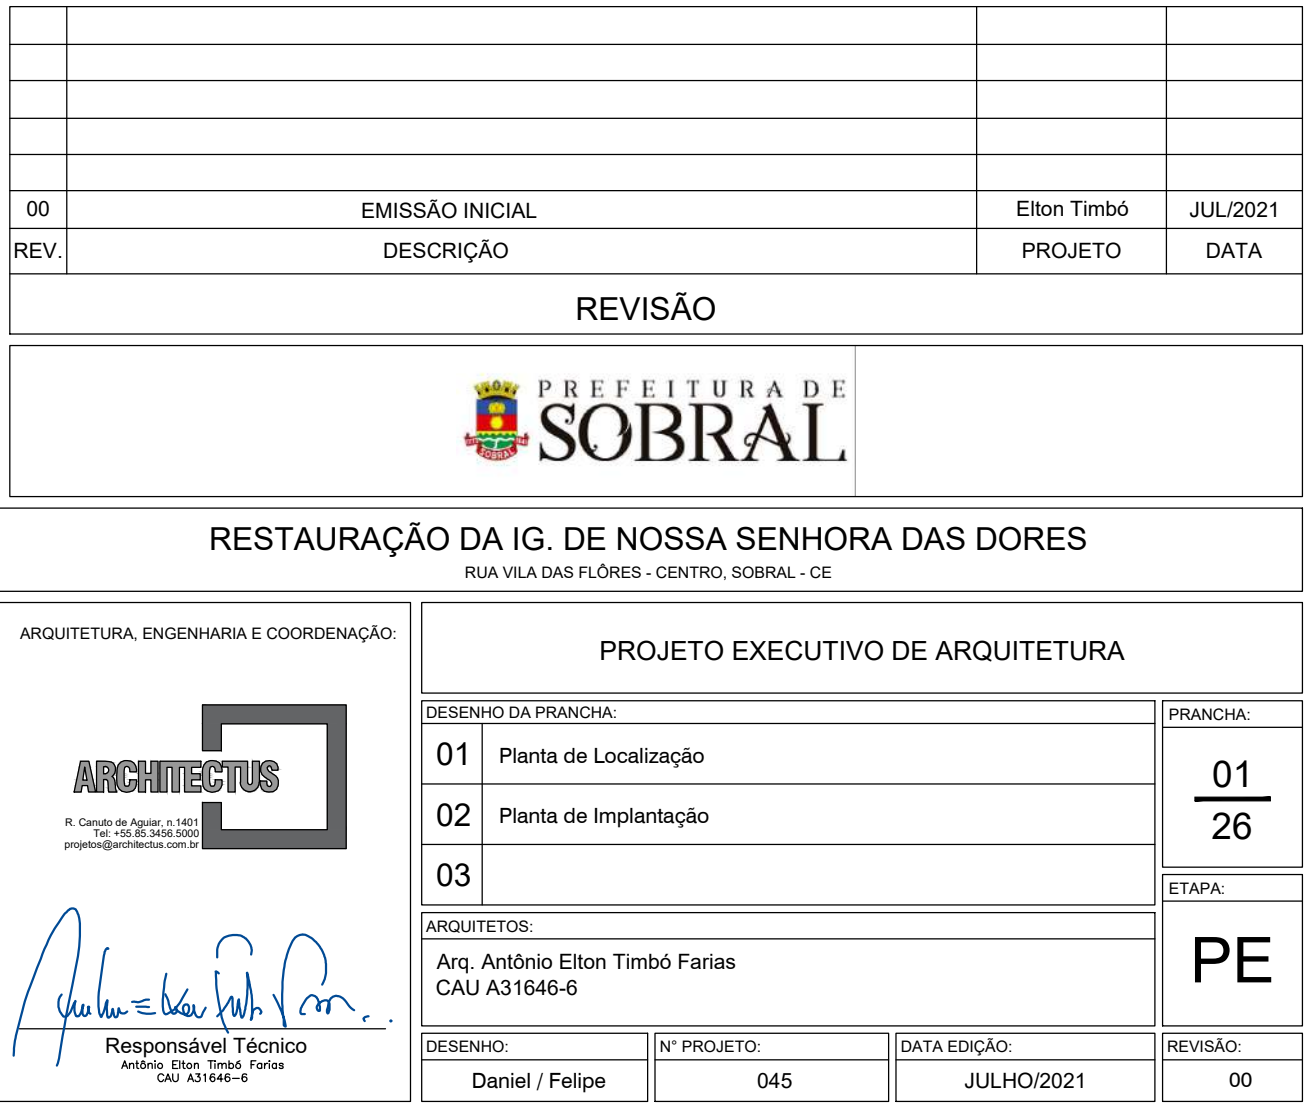 00 EMISSÃO INICIAL Elton Timbó JUL/2021
REV. DESCRIÇÃO PROJETO DATA
REVISÃO
PREFEITURA DE
SOBRAL
SOBRAL
RESTAURAÇÃO DA IG. DE NOSSA SENHORA DAS DORES
RUA VILA DAS FLÔRES - CENTRO, SOBRAL - CE
ARQUITETURA, ENGENHARIA E COORDENAÇÃO:
ARCHITECTUS
R. Canuto de Aguiar, n.1401
Tel: +55.85.3456.5000
projetos@architectus.com.br
Responsável Técnico
Antônio Elton Timbó Farias
CAU A31646-6
PROJETO EXECUTIVO DE ARQUITETURA
DESENHO DA PRANCHA:
01 Planta de Localização
02 Planta de Implantação
03
PRANCHA:
01
26
ETAPA:
PE
ARQUITETOS:
Arq. Antônio Elton Timbó Farias
CAU A31646-6
DESENHO:
Daniel / Felipe
N° PROJETO:
045
DATA EDIÇÃO:
JULHO/2021
REVISÃO:
00